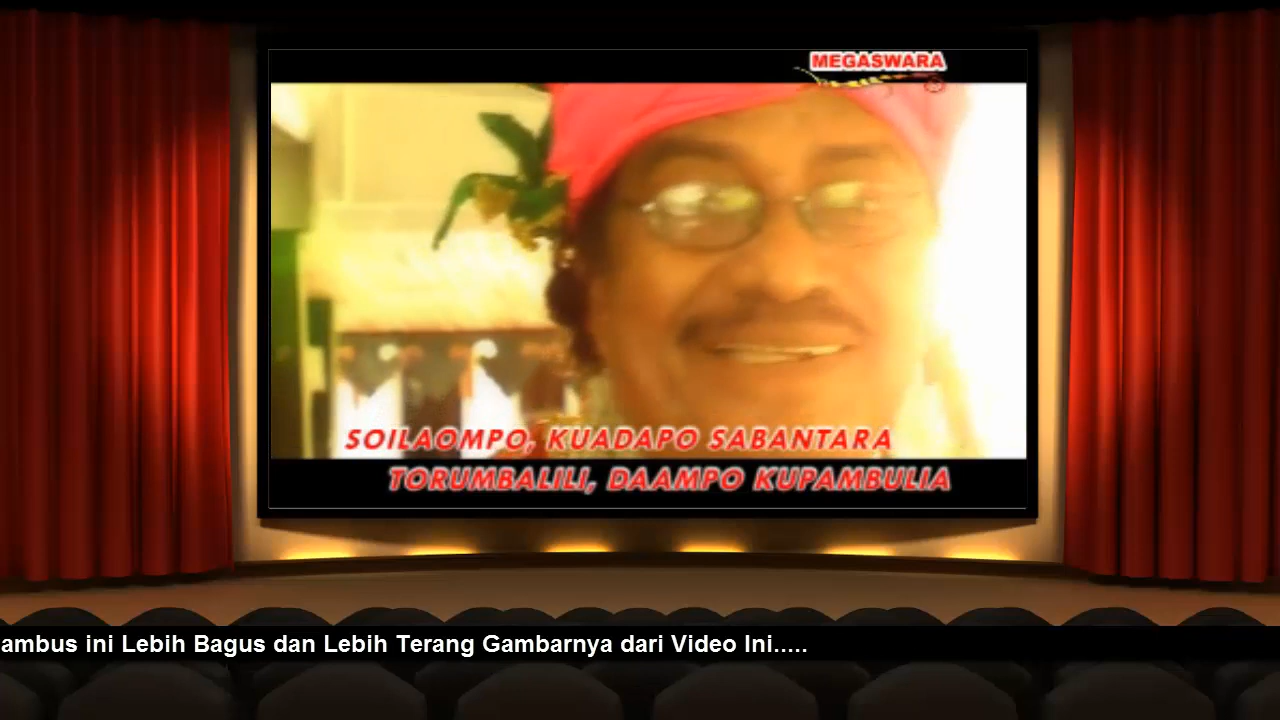 MEGASWARA
SOILAOMPO, KUADAPO SABANTARA
TORUMBALILI, DAAMPO KUPAMBULIA
ambus ini Lebih Bagus dan Lebih Terang Gambarnya dari Video Ini.....